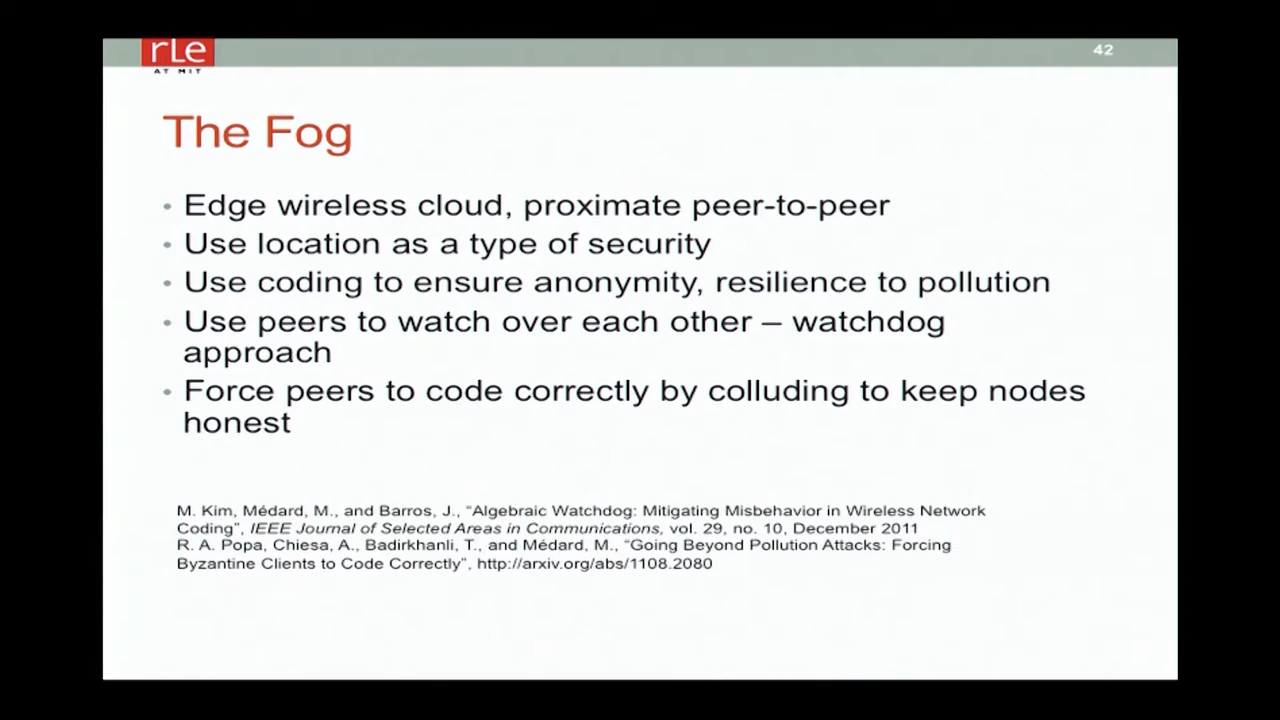 rLe
AT MIT
42
The Fog
• Edge wireless cloud, proximate peer-to-peer
• Use location as a type of security
• Use coding to ensure anonymity, resilience to pollution
• Use peers to watch over each other – watchdog
approach
• Force peers to code correctly by colluding to keep nodes
honest
M. Kim, Médard, M., and Barros, J., “Algebraic Watchdog: Mitigating Misbehavior in Wireless Network
Coding”, IEEE Journal of Selected Areas in Communications, vol. 29, no. 10, December 2011
R. A. Popa, Chiesa, A., Badirkhanli, T., and Médard, M., “Going Beyond Pollution Attacks: Forcing
Byzantine Clients to Code Correctly”, http://arxiv.org/abs/1108.2080